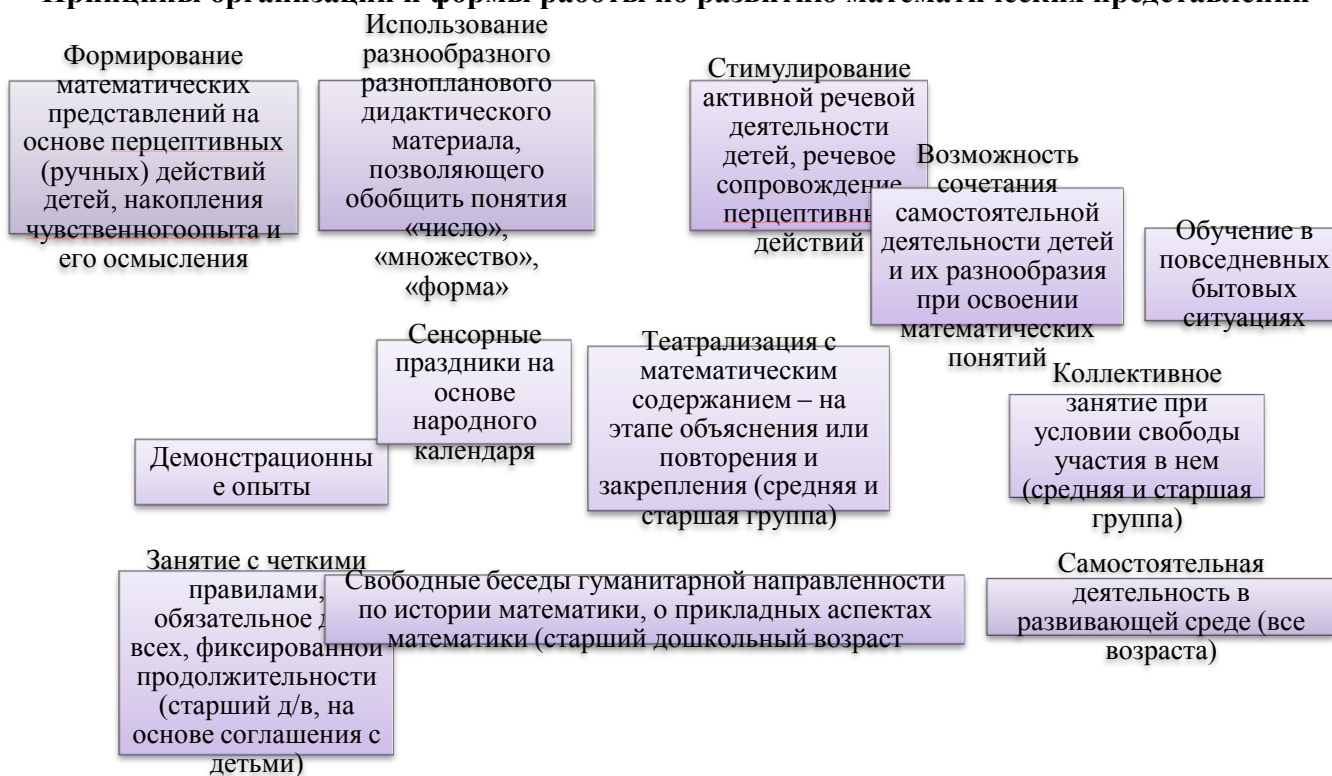 Принципы организации и формы работы по развитию математических представлений
Формирование
математических
представлений на
основе перцептивных
(ручных) действий
детей, накопления
чувственногоопыта и
его осмысления
Использование
разнообразного
разнопланового
дидактического
материала,
позволяющего
обобщить понятия
«число»,
«множество»,
«форма»
Стимулирование
активной речевой
деятельности
детей, речевое
сопровождение
перцептивных
действий
Возможность
сочетания
самостоятельной
деятельности детей
и их разнообразия
при освоении
математических
понятий
Обучение в
повседневных
бытовых
ситуациях
Демонстрационны
е опыты
Сенсорные
праздники на
основе
народного
календаря
Театрализация с
математическим
содержанием – на
этапе объяснения или
повторения и
закрепления (средняя и
старшая группа)
Коллективное
занятие при
условии свободы
участия в нем
(средняя и старшая
группа)
Занятие с четкими
правилами,
обязательное д
всех, фиксированной
продолжительности
(старший д/в, на
основе соглашения с
детьми)
Свободные беседы гуманитарной направленности
по истории математики, о прикладных аспектах
математики (старший дошкольный возраст
Самостоятельная
деятельность в
развивающей среде (все
возраста)